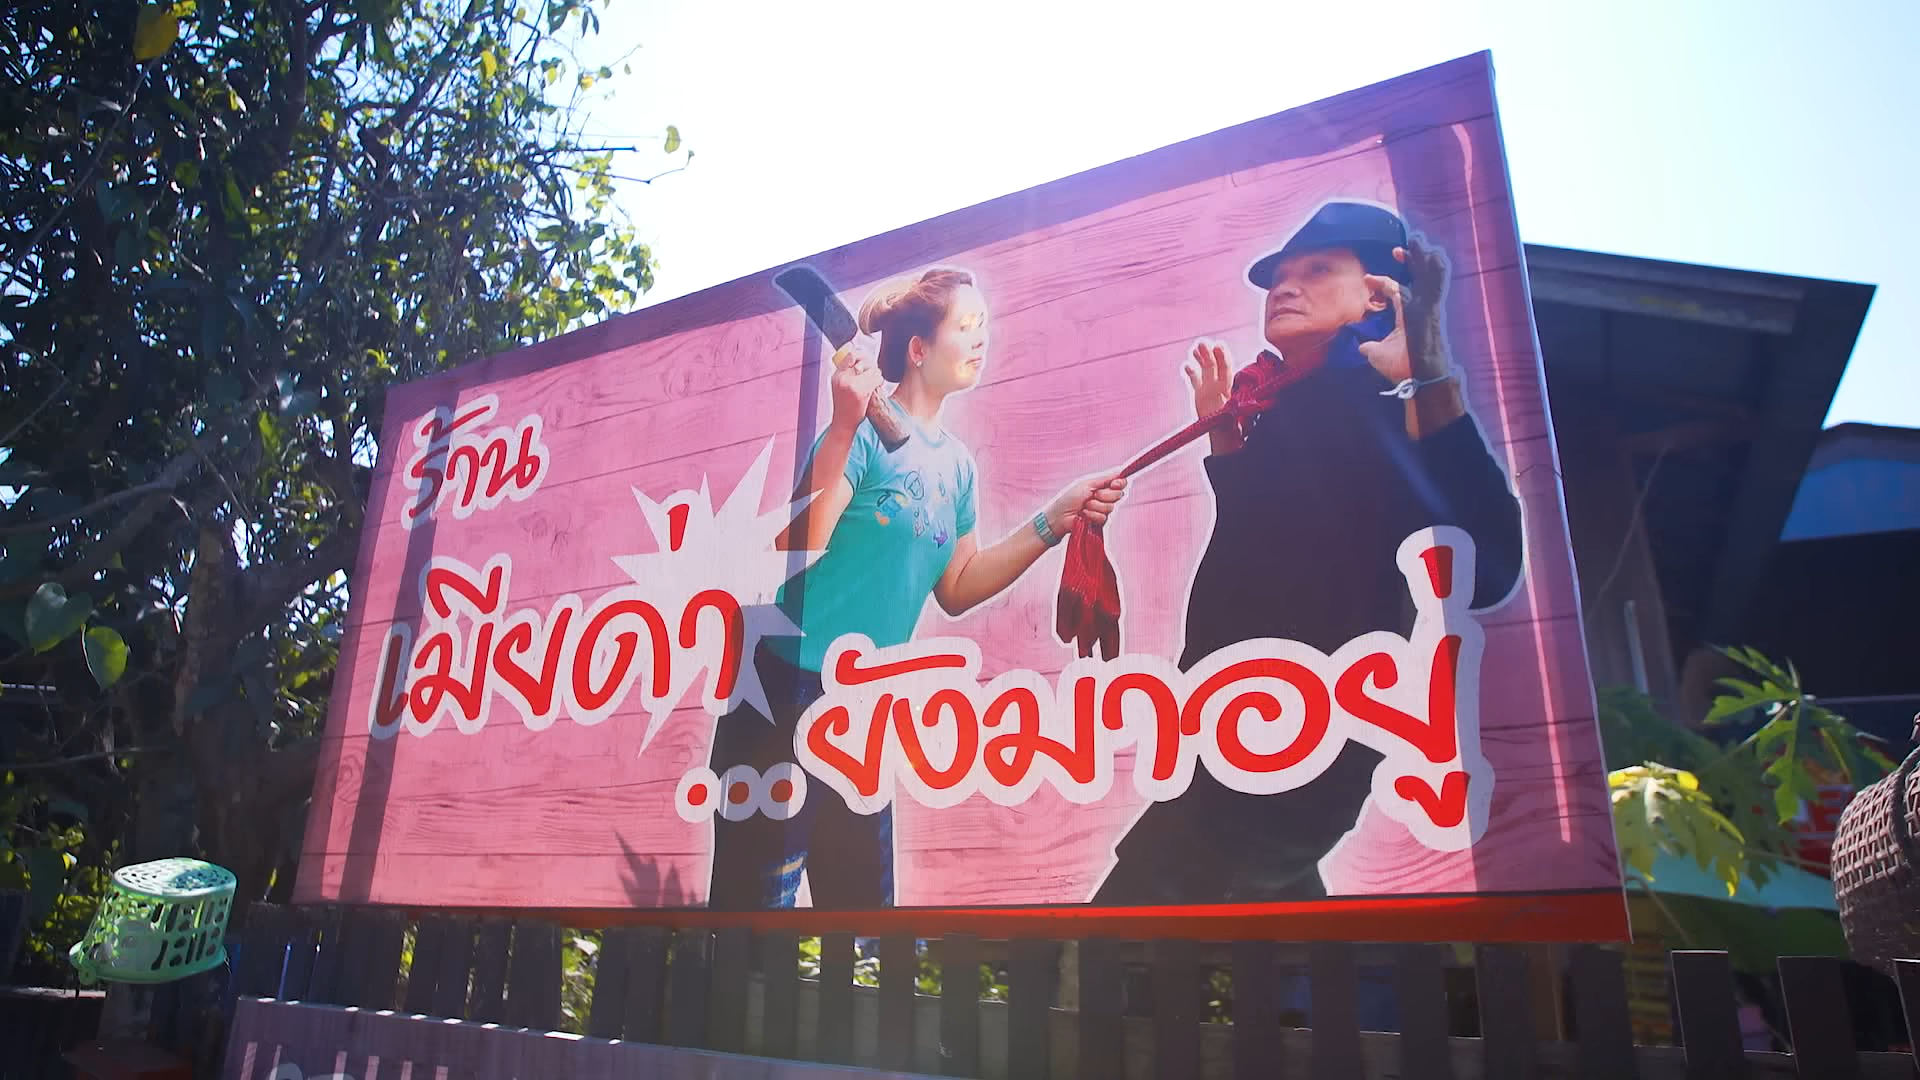 ร้าน
เมียด่า
...ยังมาอยู่